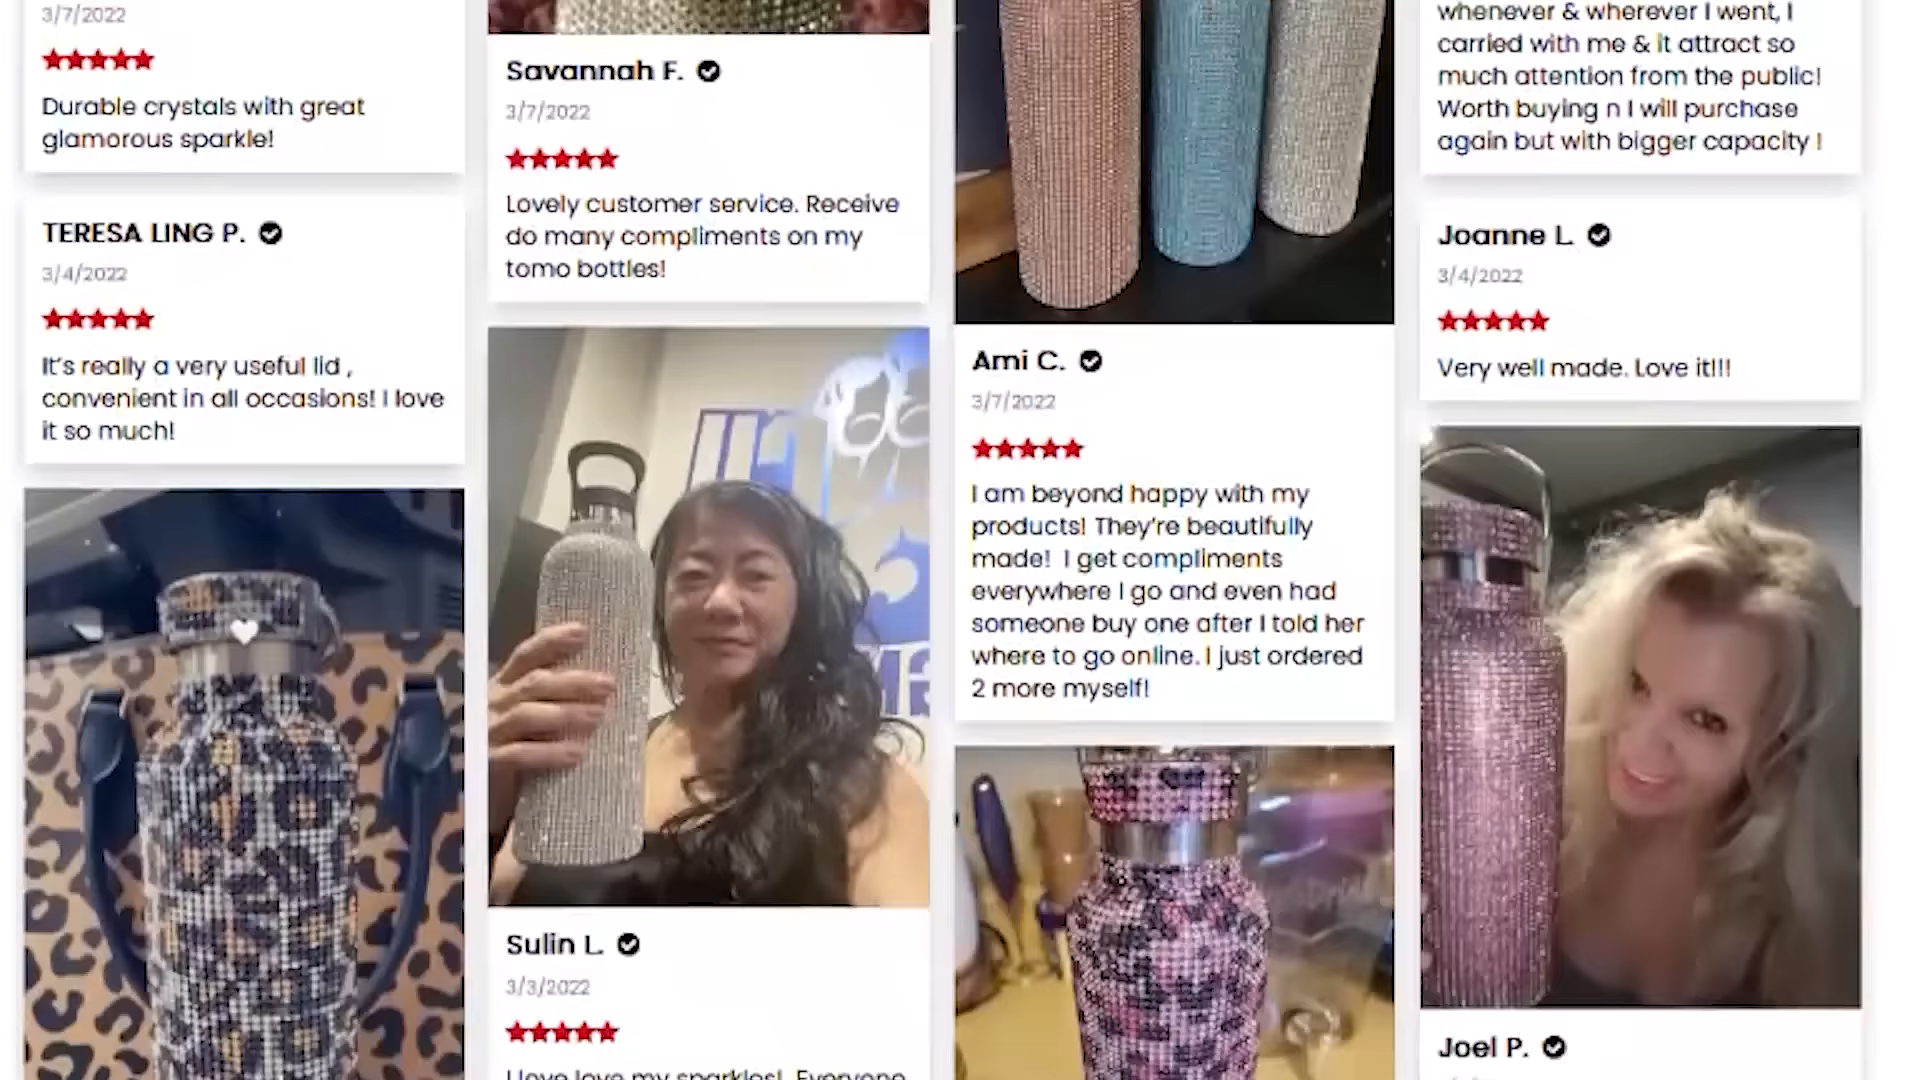 3/7/2022
Durable crystals with great
glamorous sparkle!
TERESA LING P.
3/4/2022
It's really a very useful lid ,
convenient in all occasions! I love
it so much!
Savannah F.
3/7/2022
Lovely customer service. Receive
do many compliments on my
tomo bottles!
Sulin L.
3/3/2022
I love love my sparkles! Everyone
Ami C.
3/7/2022
I am beyond happy with my
products! They're beautifully
made! I get compliments
everywhere I go and even had
someone buy one after I told her
where to go online. I just ordered
2 more myself!
whenever & wherever I went, I
carried with me & it attract so
much attention from the public!
Worth buying n I will purchase
again but with bigger capacity !
Joanne L.
3/4/2022
Very well made. Love it!!!
Joel P.